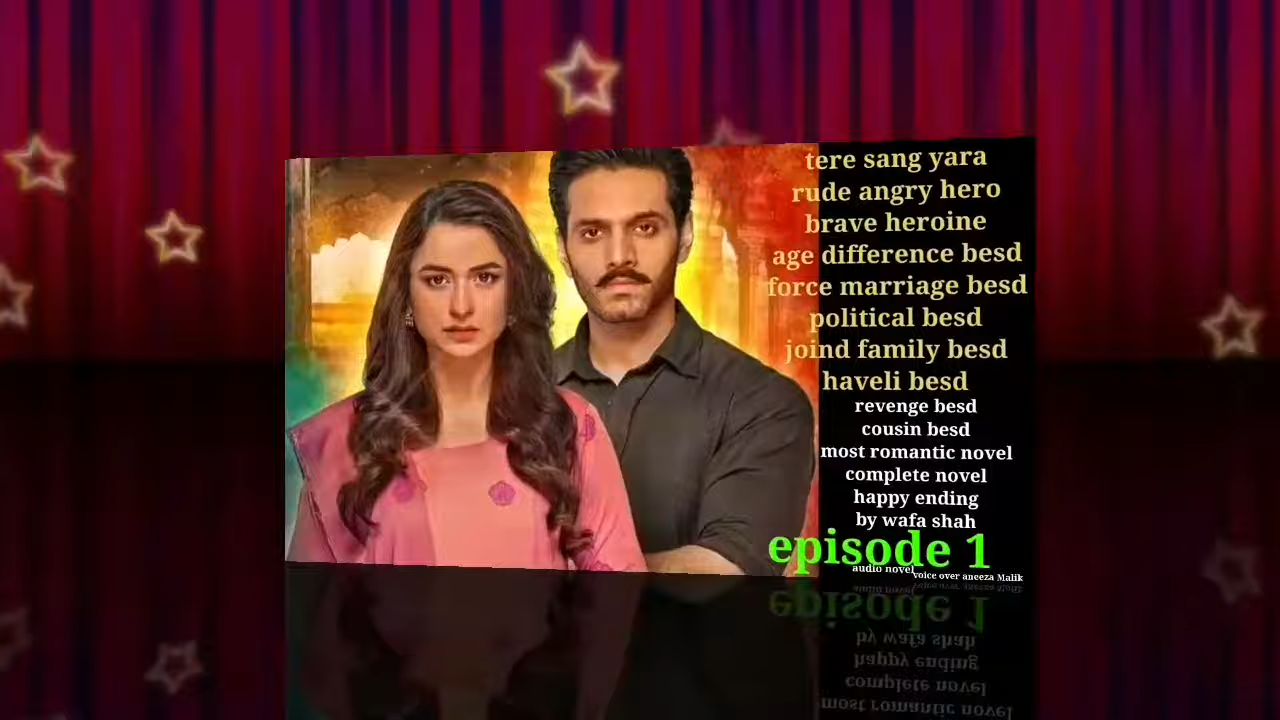 tere sang yara
rude angry hero
brave heroine
age difference besd
force marriage besd
political besd
joind family besd
haveli besd
revenge besd
cousin besd
most romantic novel
complete novel
happy ending
by wafa shah
episode 1
audio novel
voice over aneeza Malik